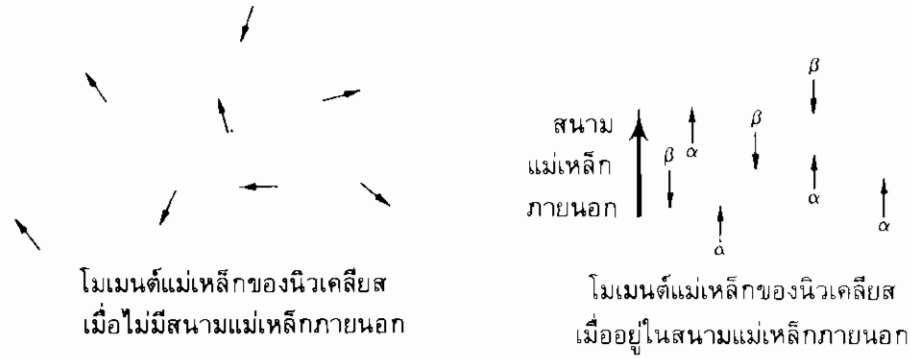 β
β
สนาม
แม่เหล็ก
ภายนอก
β
α
α
α
α
โมเมนต์แม่เหล็กของนิวเคลียส
เมื่อไม่มีสนามแม่เหล็กภายนอก
โมเมนต์แม่เหล็กของนิวเคลียส
เมื่ออยู่ในสนามแม่เหล็กภายนอก